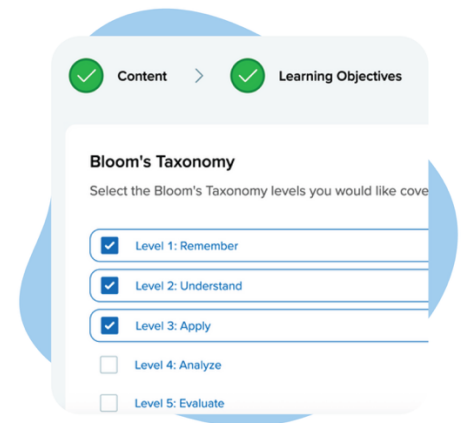 Content > Learning Objectives
Bloom's Taxonomy
Select the Bloom's Taxonomy levels you would like cove
Level 1: Remember
Level 2: Understand
Level 3: Apply
Level 4: Analyze
Level 5: Evaluate